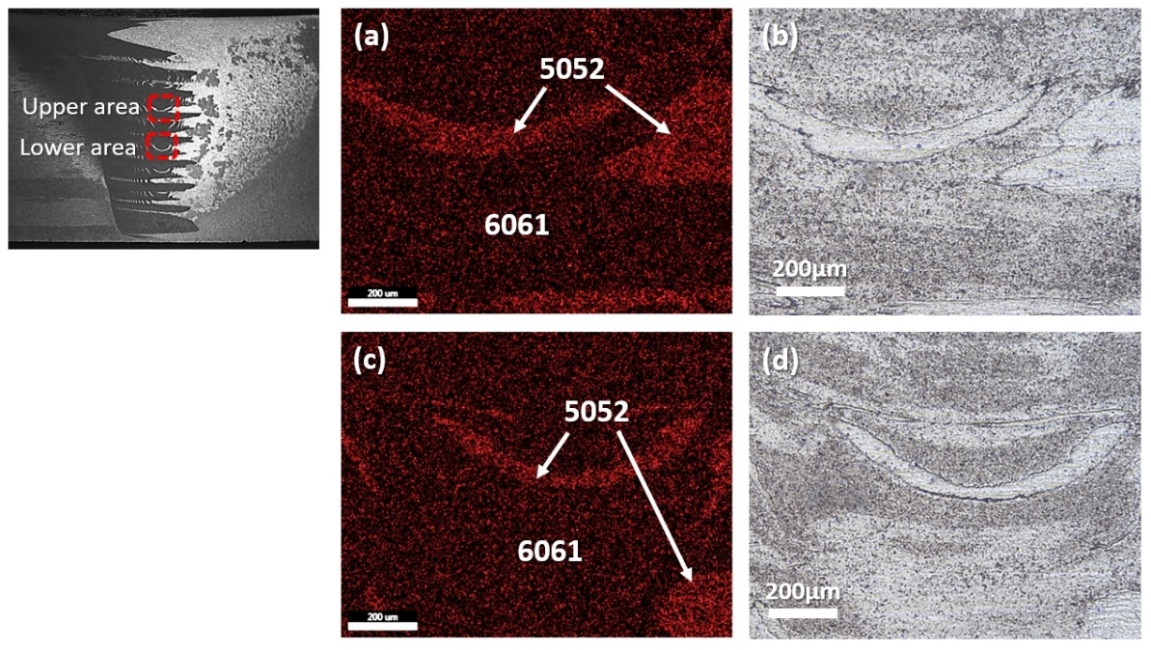 Upper area
Lower area
(a)
5052
6061
200 um
(b)
200μm
(c)
5052
6061
200 um
(d)
200μm